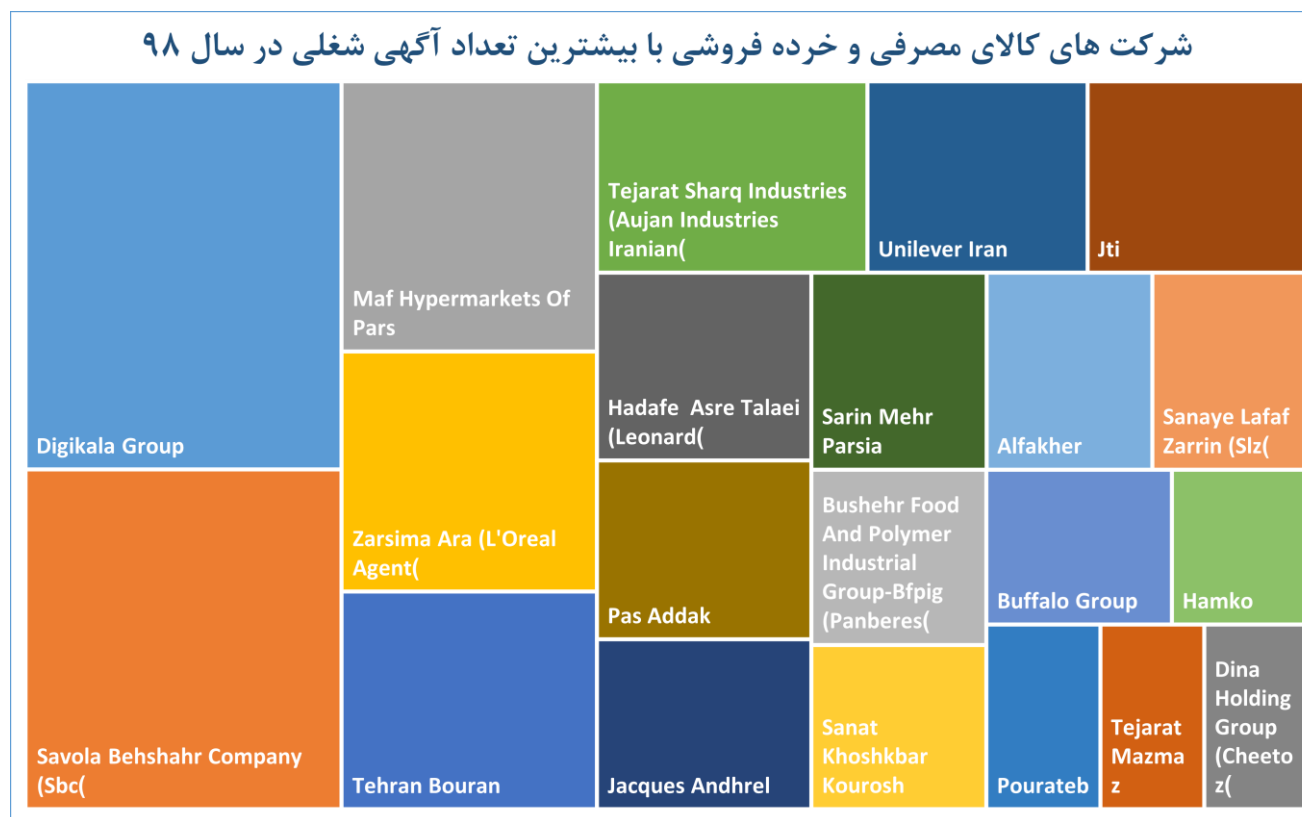 شرکت های کالای مصرفی و خرده فروشی با بیشترین تعداد آگهی شغلی در سال ۹۸
Digikala Group
Savola Behshahr Company
(Sbc(
Maf Hypermarkets Of
Pars
Zarsima Ara (L'Oreal
Agent(
Tehran Bouran
Tejarat Sharq Industries
(Aujan Industries
Iranian(
Unilever Iran
Jti
Hadafe  Asre Talaei
(Leonard(
Pas Addak
Jacques Andhrel
Sarin Mehr
Parsia
Alfakher
Sanaye Lafaf
Zarrin (Slz(
Bushehr Food
And Polymer
Industrial
Group-Bfpig
(Panberes(
Sanat
Khoshkbar
Kourosh
Buffalo Group
Hamko
Pourateb
Tejarat
Mazma
z
Dina
Holding
Group
(Cheeto
z(